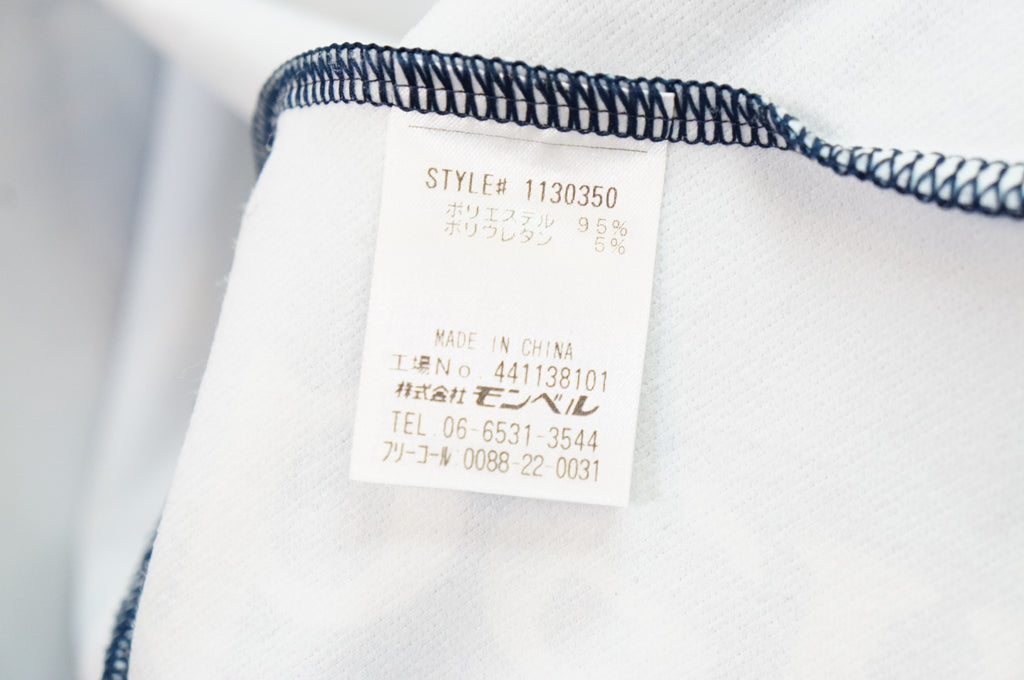 STYLE# 1130350
ポリエステル 95%
ポリウレタン 5%
MADE IN CHINA
工場No. 441138101
株式会社モンベル
TEL.06-6531-3544
フリーコール.0088-22-0031